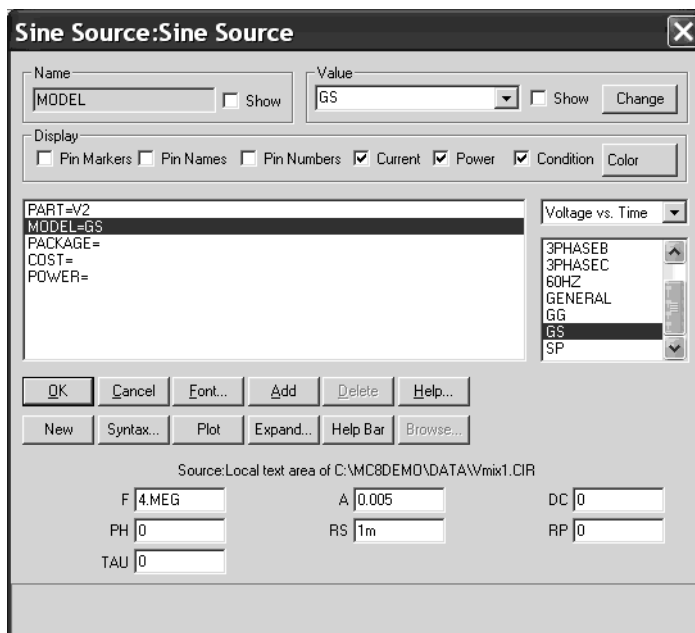 Sine Source:Sine Source
Name
MODEL
Show
Value
GS
Show
Change
Display
Pin Markers Pin Names Pin Numbers Current Power Condition Color
PART=V2
MODEL=GS
PACKAGE=
COST=
POWER=
Voltage vs. Time
3PHASEB
3PHASEC
60HZ
GENERAL
GG
GS
SP
OK Cancel Font... Add Delete Help...
New Syntax... Plot Expand... Help Bar Browse...
Source:Local text area of C:\MC8DEMO\DATA\Vmix1.CIR
F 4.MEG A 0.005 DC 0
PH 0 RS 1m RP 0
TAU 0